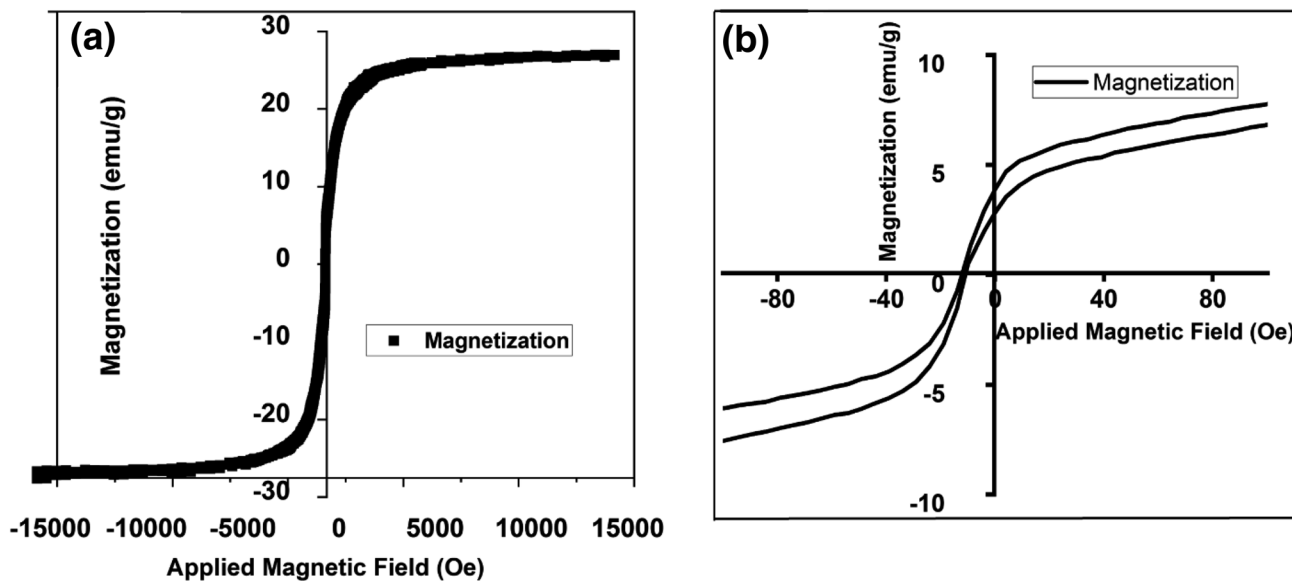 (a)
30
20
10
0
-10
-20
-30
Magnetization (emu/g)
Magnetization
-15000 -10000 -5000 0 5000 10000 15000
Applied Magnetic Field (Oe)
(b)
10
5
0
-5
-10
Magnetization (emu/g)
Magnetization
-80 -40 0 40 80
Applied Magnetic Field (Oe)